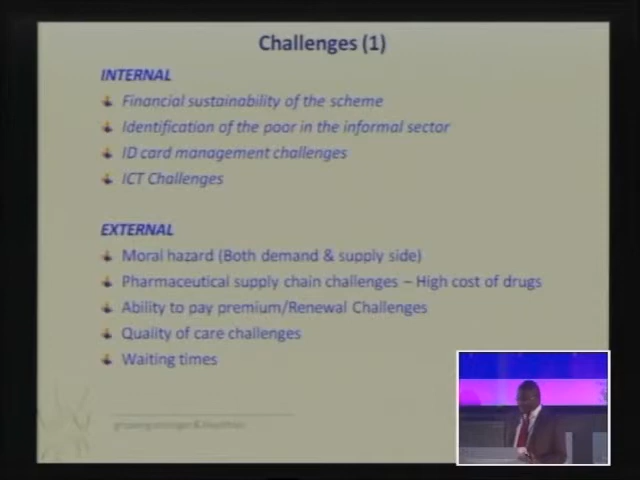 Challenges (1)
INTERNAL
Financial sustainability of the scheme
Identification of the poor in the informal sector
ID card management challenges
ICT Challenges
EXTERNAL
Moral hazard (Both demand & supply side)
Pharmaceutical supply chain challenges – High cost of drugs
Ability to pay premium/Renewal Challenges
Quality of care challenges
Waiting times